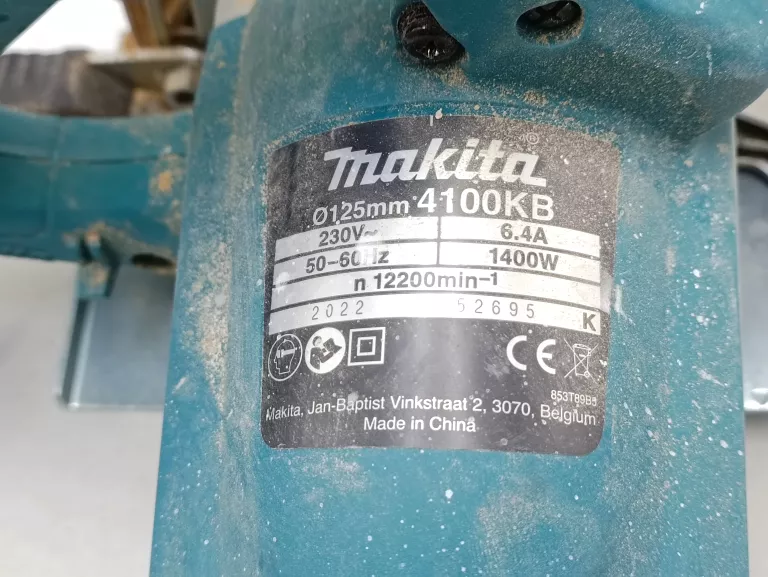 makita
Ø125mm 4100KB
230V~ 6.4A
50-60Hz 1400W
n 12200min-1
2022 52695 K
CE
Makita, Jan-Baptist Vinkstraat 2, 3070, Belgium
Made in China